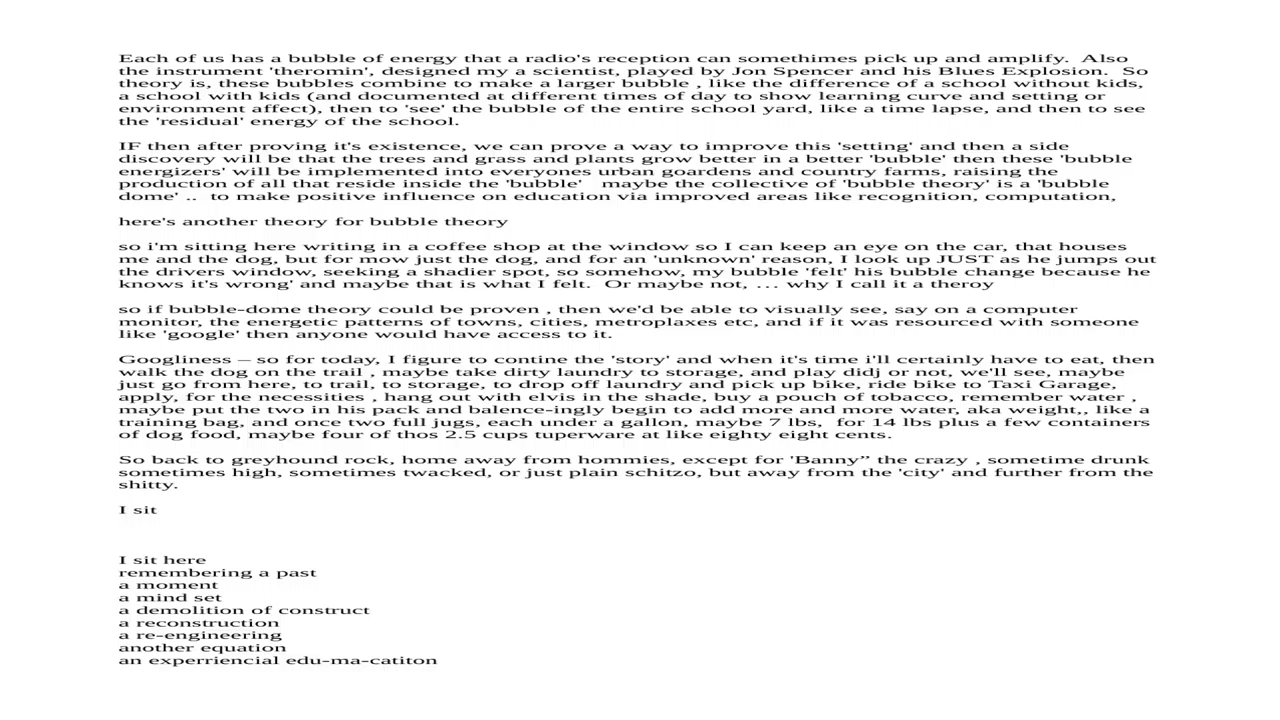 Each of us has a bubble of energy that a radio's reception can somethimes pick up and amplify.  Also
the instrument 'theromin', designed my a scientist, played by Jon Spencer and his Blues Explosion.  So
theory is, these bubbles combine to make a larger bubble , like the difference of a school without kids,
a school with kids (and documented at different times of day to show learning curve and setting or
environment affect), then to 'see' the bubble of the entire school yard, like a time lapse, and then to see
the 'residual' energy of the school.
IF then after proving it's existence, we can prove a way to improve this 'setting' and then a side
discovery will be that the trees and grass and plants grow better in a better 'bubble' then these 'bubble
energizers' will be implemented into everyones urban goardens and country farms, raising the
production of all that reside inside the 'bubble'   maybe the collective of 'bubble theory' is a 'bubble
dome' ..  to make positive influence on education via improved areas like recognition, computation,
here's another theory for bubble theory
so i'm sitting here writing in a coffee shop at the window so I can keep an eye on the car, that houses
me and the dog, but for mow just the dog, and for an 'unknown' reason, I look up JUST as he jumps out
the drivers window, seeking a shadier spot, so somehow, my bubble 'felt' his bubble change because he
knows it's wrong' and maybe that is what I felt.  Or maybe not, … why I call it a theroy
so if bubble-dome theory could be proven , then we'd be able to visually see, say on a computer
monitor, the energetic patterns of towns, cities, metroplaxes etc, and if it was resourced with someone
like 'google' then anyone would have access to it.
Googliness – so for today, I figure to contine the 'story' and when it's time i'll certainly have to eat, then
walk the dog on the trail , maybe take dirty laundry to storage, and play didj or not, we'll see, maybe
just go from here, to trail, to storage, to drop off laundry and pick up bike, ride bike to Taxi Garage,
apply, for the necessities , hang out with elvis in the shade, buy a pouch of tobacco, remember water ,
maybe put the two in his pack and balence-ingly begin to add more and more water, aka weight,, like a
training bag, and once two full jugs, each under a gallon, maybe 7 lbs,  for 14 lbs plus a few containers
of dog food, maybe four of thos 2.5 cups tuperware at like eighty eight cents.
So back to greyhound rock, home away from hommies, except for 'Banny” the crazy , sometime drunk
sometimes high, sometimes twacked, or just plain schitzo, but away from the 'city' and further from the
shitty.
I sit
I sit here
remembering a past
a moment
a mind set
a demolition of construct
a reconstruction
a re-engineering
another equation
an experriencial edu-ma-catiton